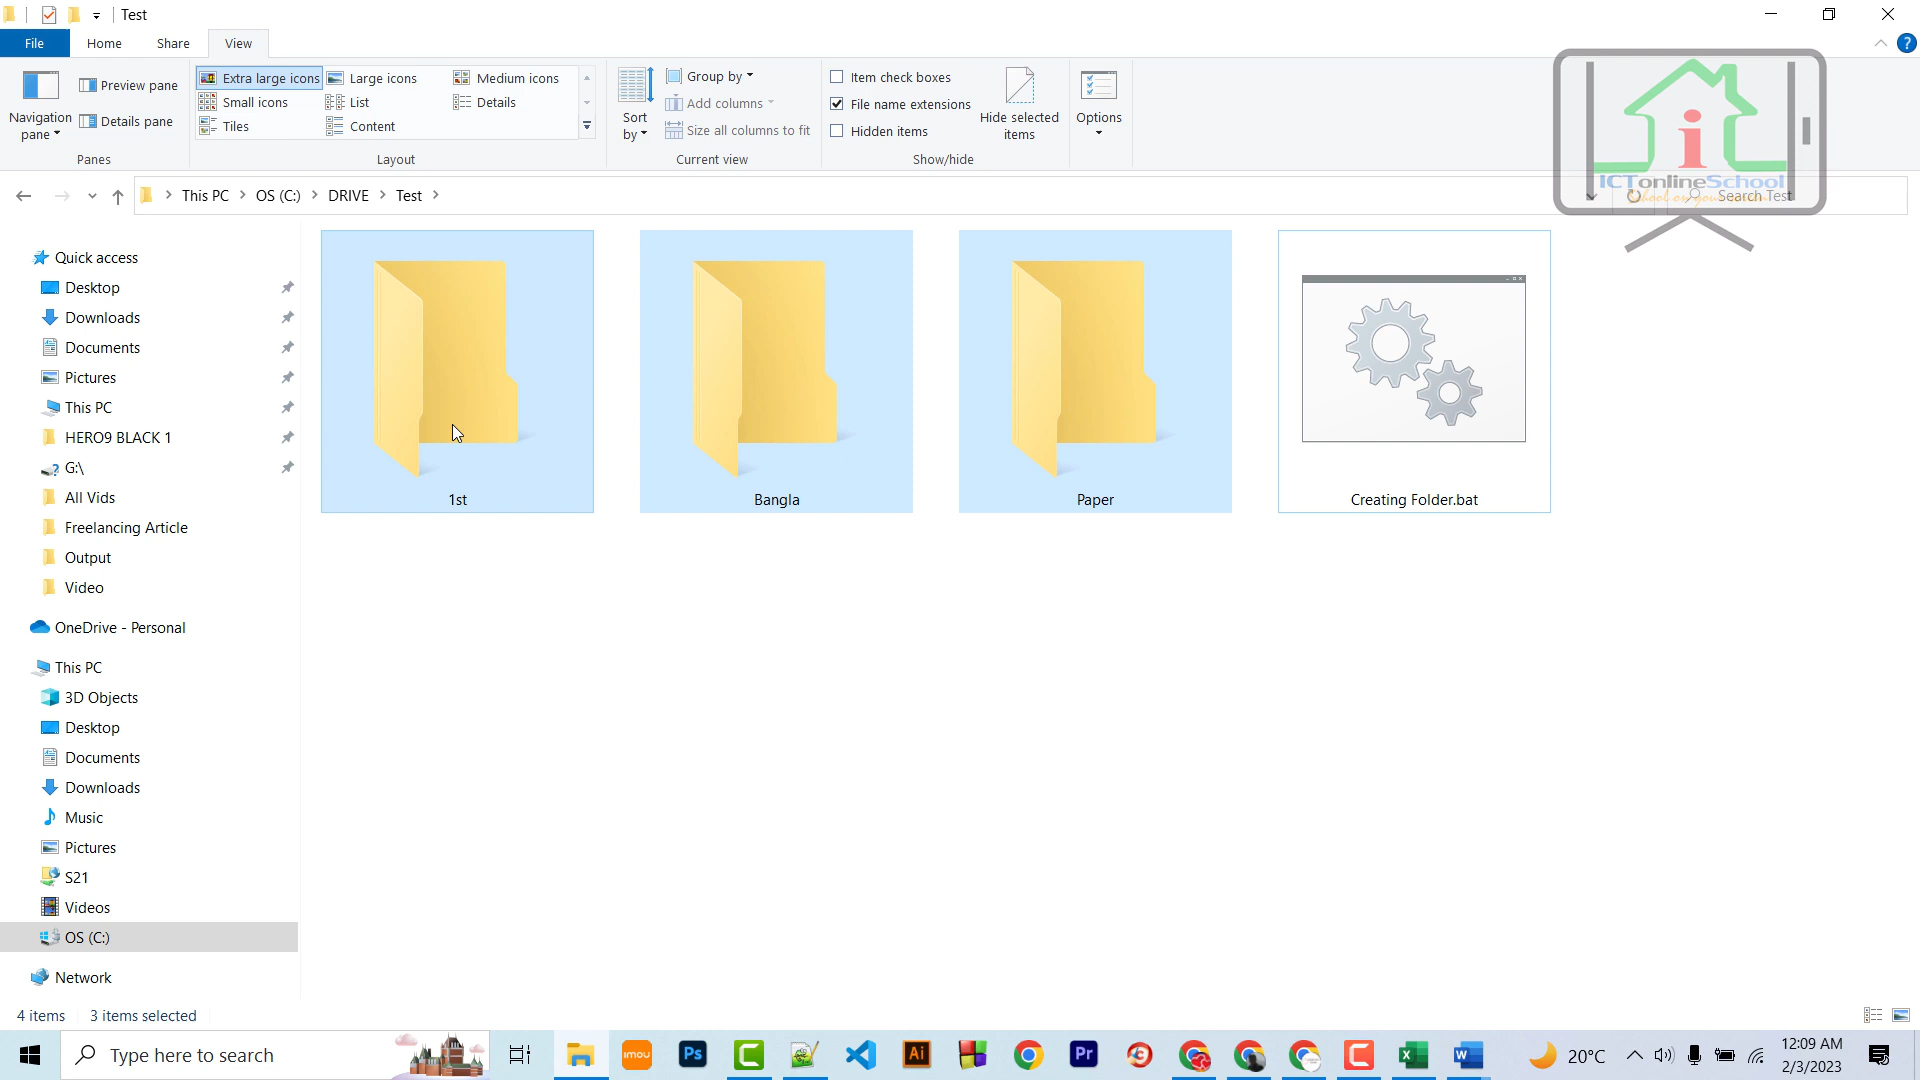 Test
File
Home
Share
View
Navigation pane
Preview pane
Details pane
Panes
Extra large icons
Large icons
Medium icons
Small icons
List
Details
Tiles
Content
Layout
Sort by
Group by
Add columns
Size all columns to fit
Current view
Item check boxes
File name extensions
Hidden items
Hide selected items
Show/hide
Options
ICTonlineSchool
This PC
OS (C:)
DRIVE
Test
Search Test
Quick access
Desktop
Downloads
Documents
Pictures
This PC
HERO9 BLACK 1
G:\
All Vids
Freelancing Article
Output
Video
OneDrive - Personal
This PC
3D Objects
Desktop
Documents
Downloads
Music
Pictures
S21
Videos
OS (C:)
Network
1st
Bangla
Paper
Creating Folder.bat
4 items
3 items selected
Type here to search
imou
Ps
Ai
Pr
20°C
12:09 AM
2/3/2023